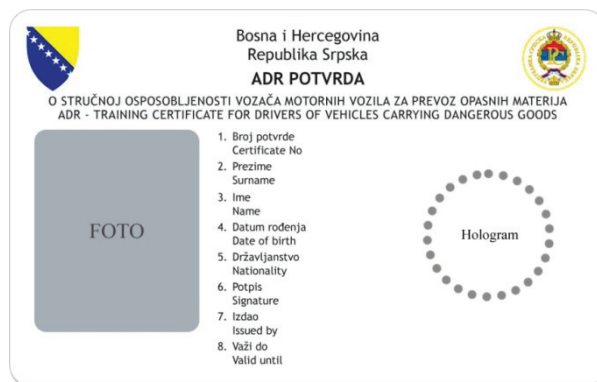 Bosna i Hercegovina
Republika Srpska
ADR POTVRDA
O STRUČNOJ OSPOSOBLJENOSTI VOZAČA MOTORNIH VOZILA ZA PREVOZ OPASNIH MATERIJA
ADR - TRAINING CERTIFICATE FOR DRIVERS OF VEHICLES CARRYING DANGEROUS GOODS
FOTO
1. Broj potvrde
Certificate No
2. Prezime
Surname
3. Ime
Name
4. Datum rođenja
Date of birth
5. Državljanstvo
Nationality
6. Potpis
Signature
7. Izdao
Issued by
8. Važi do
Valid until
Hologram